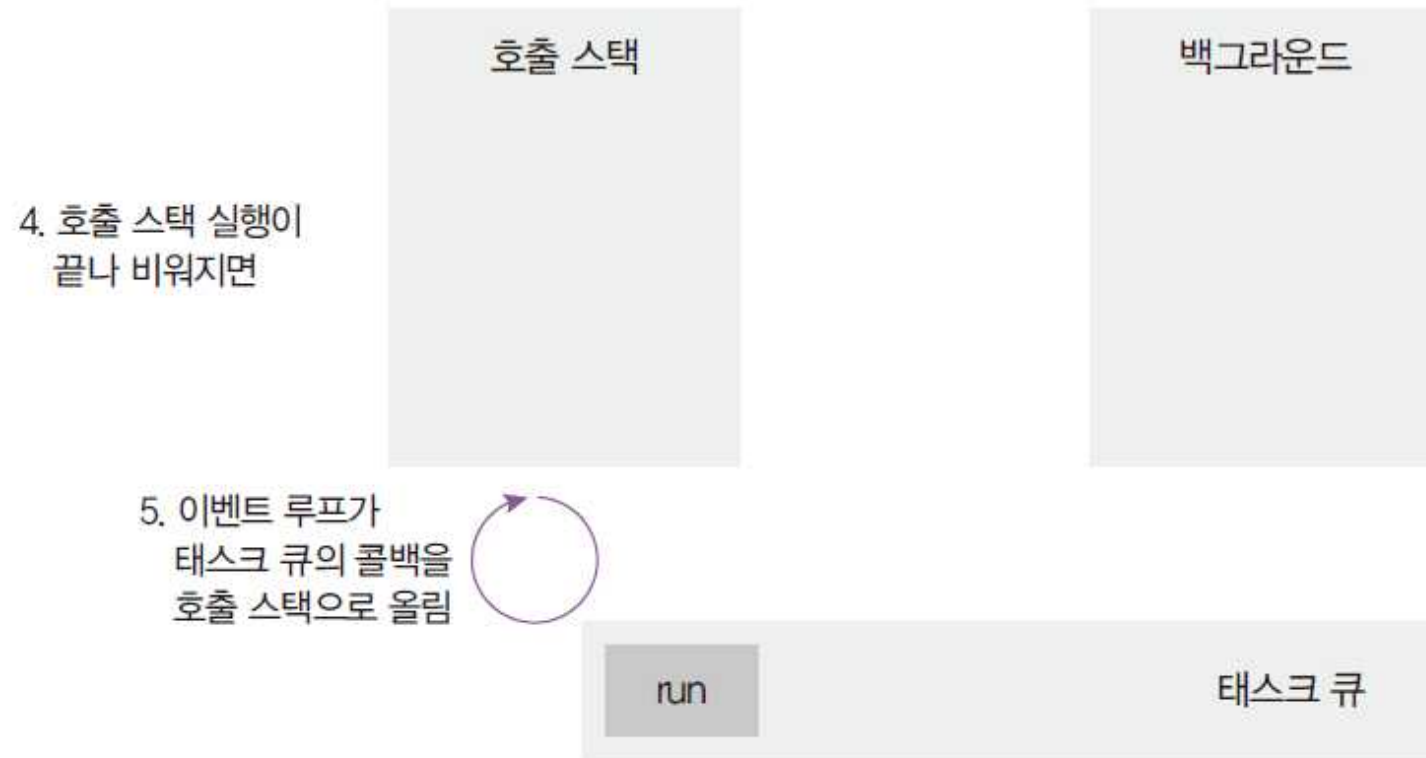 호출 스택
백그라운드
4. 호출 스택 실행이
끝나 비워지면
5. 이벤트 루프가
태스크 큐의 콜백을
호출 스택으로 올림
run
태스크 큐